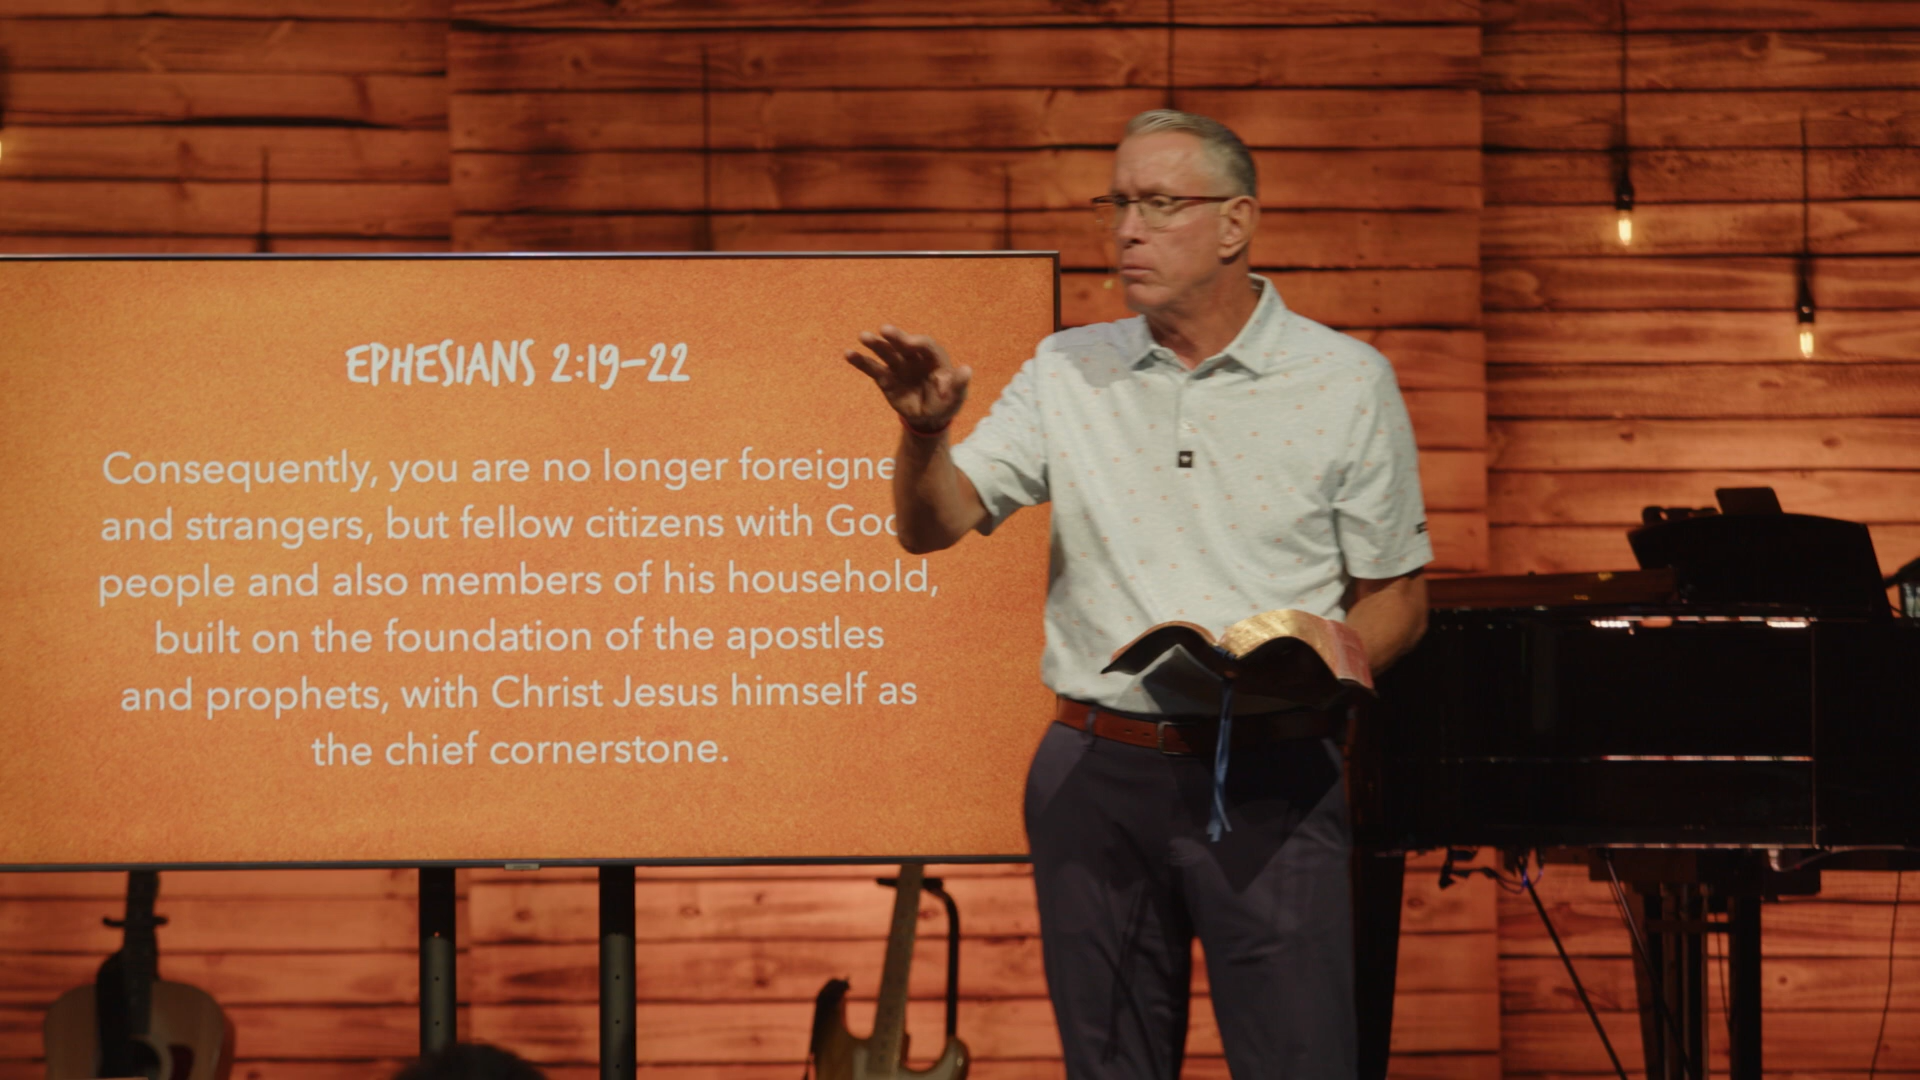 EPHESIANS 2:19–22
Consequently, you are no longer
and strangers, but fellow citizens with
people and also members of his household,
built on the foundation of the apostles
and prophets, with Christ Jesus himself as
the chief cornerstone.